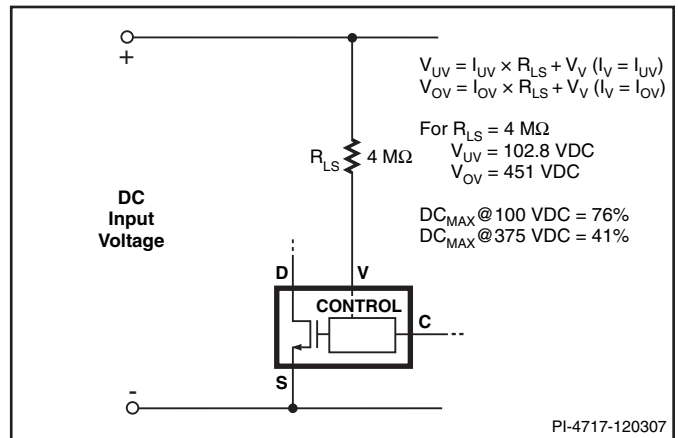 +
V_UV = I_UV × R_LS + V_V (I_V = I_UV)
V_OV = I_OV × R_LS + V_V (I_V = I_OV)
For R_LS = 4 MΩ
V_UV = 102.8 VDC
V_OV = 451 VDC
DC_MAX @100 VDC = 76%
DC_MAX @375 VDC = 41%
R_LS 4 MΩ
DC
Input
Voltage
D V
CONTROL
C
S
-
PI-4717-120307